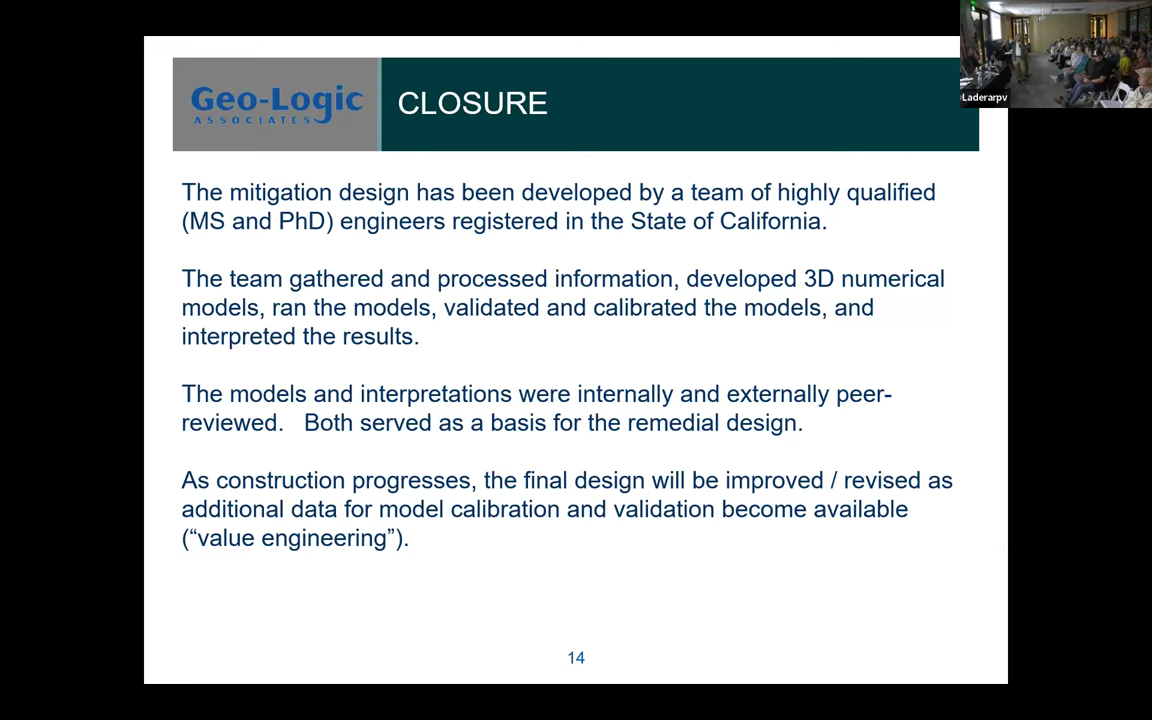 Geo-Logic
ASSOCIATES
CLOSURE
Laderarpv
The mitigation design has been developed by a team of highly qualified
(MS and PhD) engineers registered in the State of California.
The team gathered and processed information, developed 3D numerical
models, ran the models, validated and calibrated the models, and
interpreted the results.
The models and interpretations were internally and externally peer-
reviewed.   Both served as a basis for the remedial design.
As construction progresses, the final design will be improved / revised as
additional data for model calibration and validation become available
(“value engineering”).
14